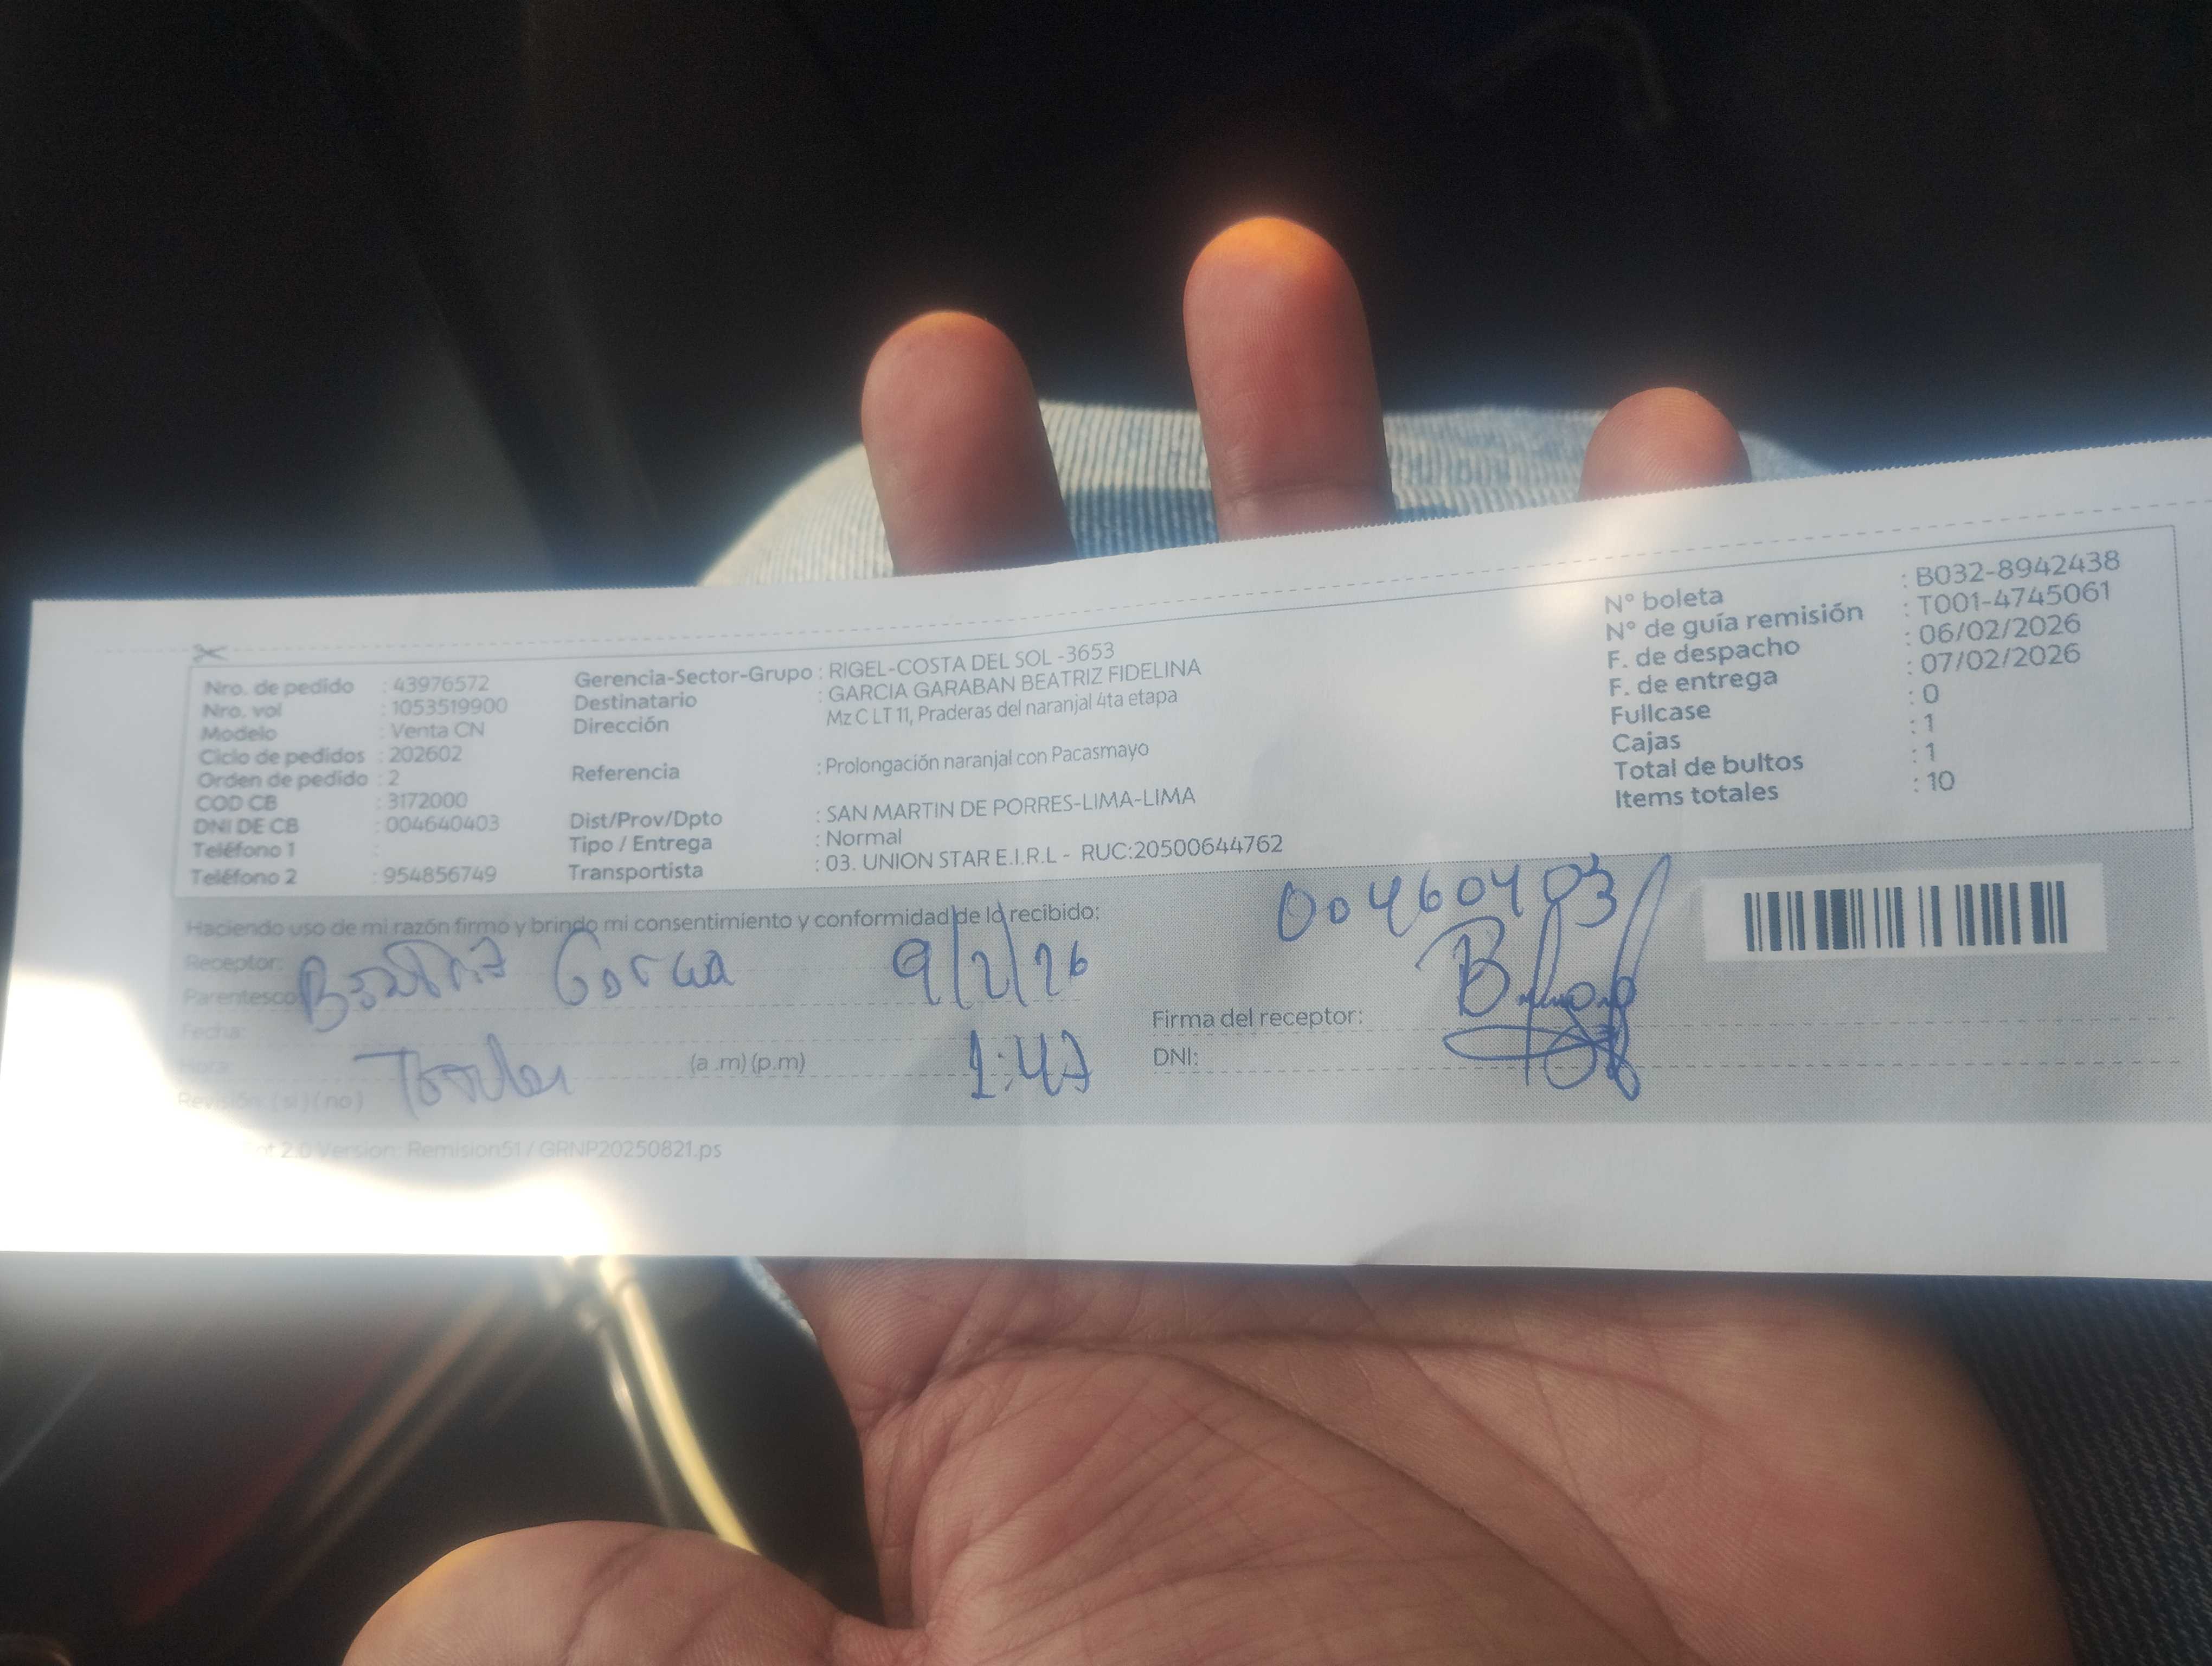 Nro. de pedido : 43976572
Nro. vol : 1053519900
Modelo : Venta CN
Ciclo de pedidos : 202602
Orden de pedido : 2
COD CB : 3172000
DNI DE CB : 004640403
Teléfono 1 :
Teléfono 2 : 954856749
Gerencia-Sector-Grupo : RIGEL-COSTA DEL SOL -3653
Destinatario : GARCIA GARABAN BEATRIZ FIDELINA
Dirección Mz C LT 11, Praderas del naranjal 4ta etapa
Referencia : Prolongación naranjal con Pacasmayo
Dist/Prov/Dpto : SAN MARTIN DE PORRES-LIMA-LIMA
Tipo / Entrega : Normal
Transportista : 03. UNION STAR E.I.R.L - RUC:20500644762
N° boleta : B032-8942438
N° de guía remisión : T001-4745061
F. de despacho : 06/02/2026
F. de entrega : 07/02/2026
Fullcase : 0
Cajas : 1
Total de bultos : 1
Items totales : 10
Haciendo uso de mi razón firmo y brindo mi consentimiento y conformidad de lo recibido:
00460403
Receptor: Beatriz Garcia 9/2/26
Parentesco:
Fecha:
Hora: (a .m) (p.m) 1:47
Revisión: ( si ) ( no )
Firma del receptor:
DNI:
2.0 Version: Remision51 / GRNP20250821.ps